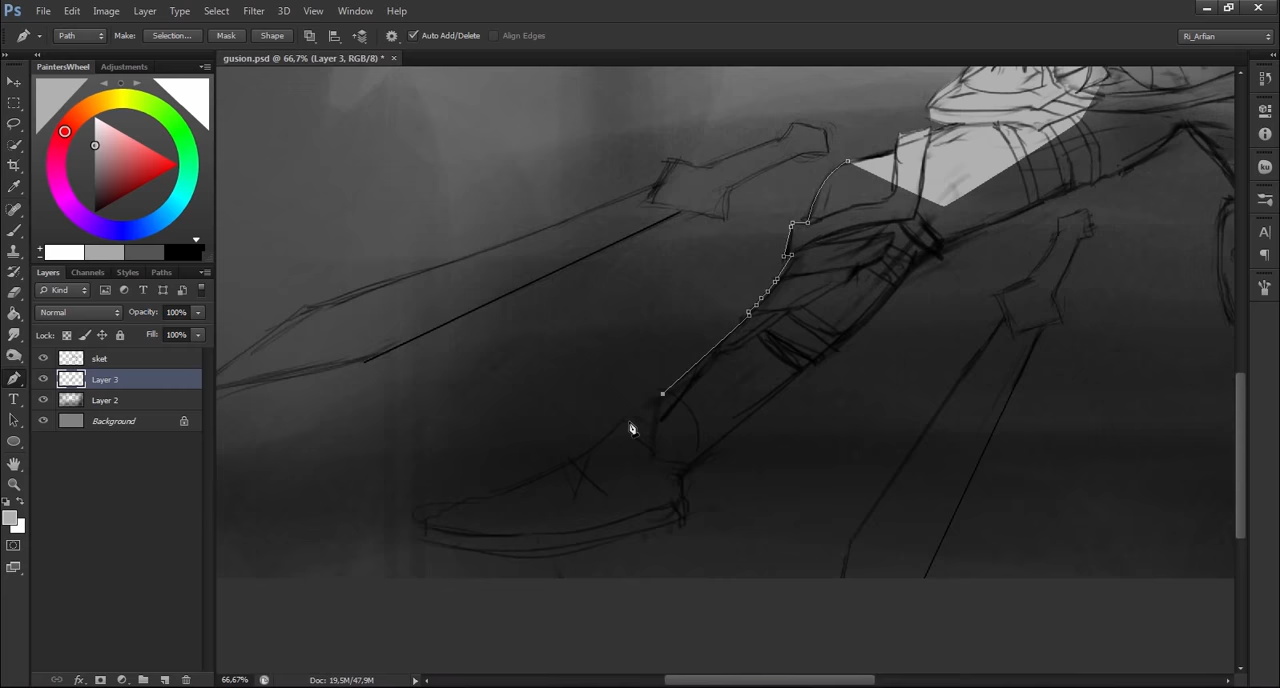 Ps File Edit Image Layer Type Select Filter 3D View Window Help
Path Make: Selection... Mask Shape Auto Add/Delete Align Edges Ri_Arfian
PaintersWheel Adjustments
gusion.psd @ 66,7% (Layer 3, RGB/8) * ×
Layers Channels Styles Paths
Kind
Normal Opacity: 100%
Lock: Fill: 100%
sket
Layer 3
Layer 2
Background
fx
66,67% Doc: 19,5M/47,9M
ku
A
T